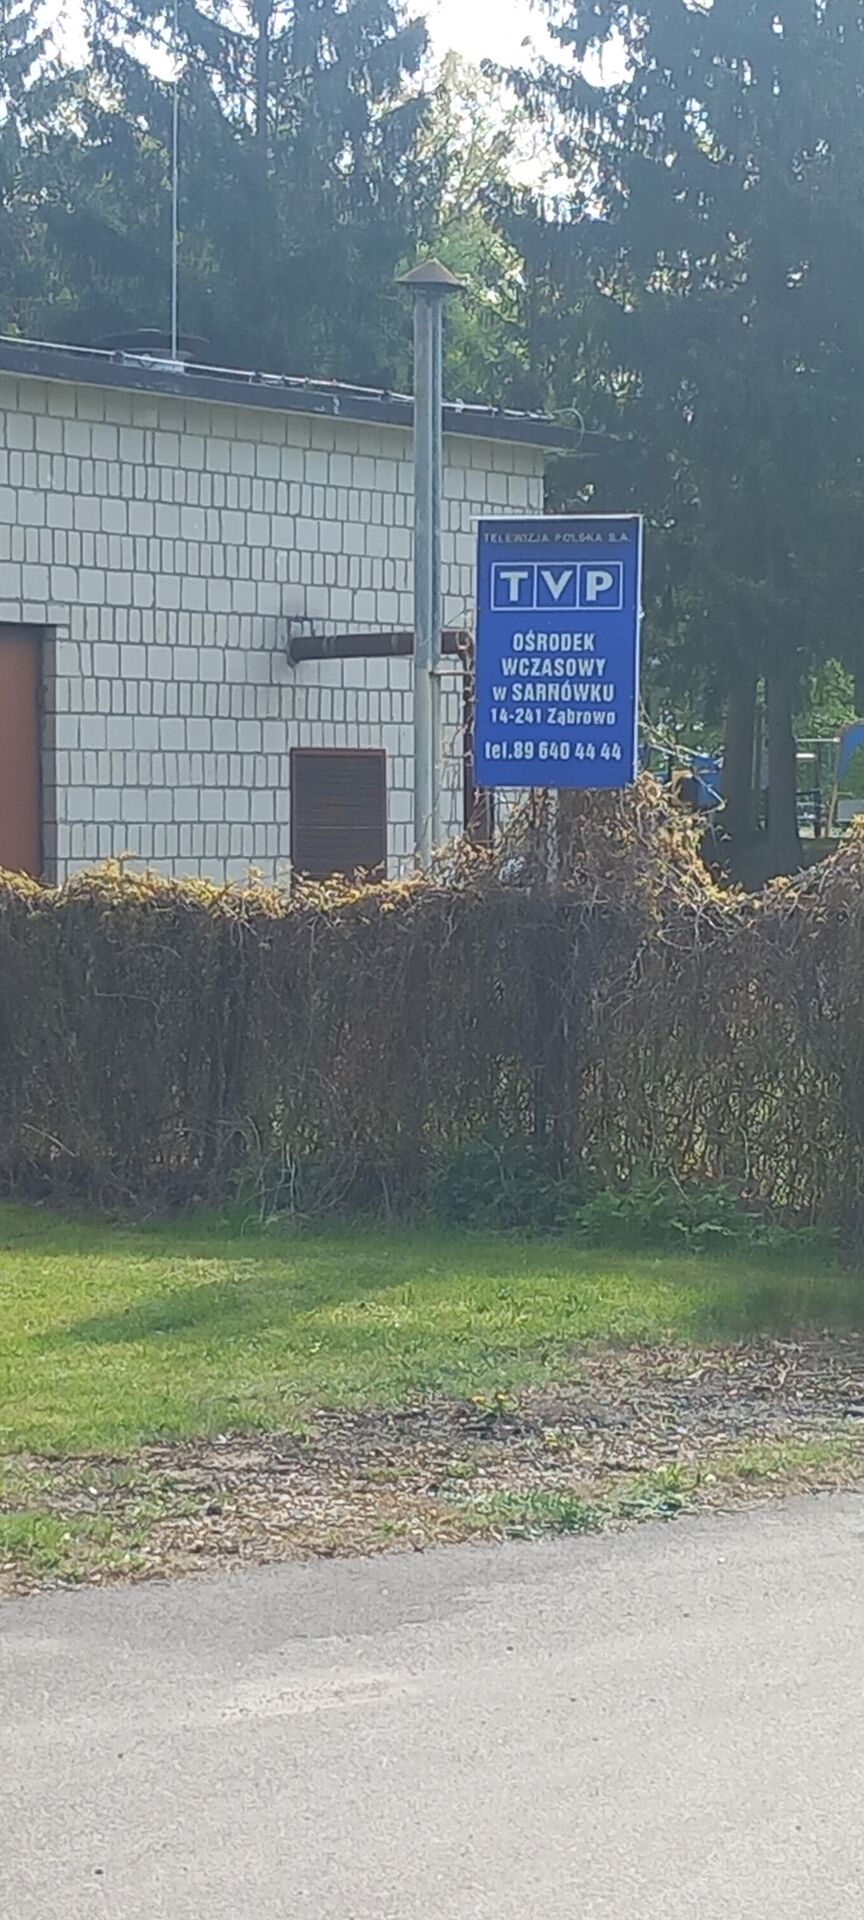 TELEWIZJA POLSKA S.A.
TVP
OŚRODEK
WCZASOWY
w SARNÓWKU
14-241 Ząbrowo
tel.89 640 44 44